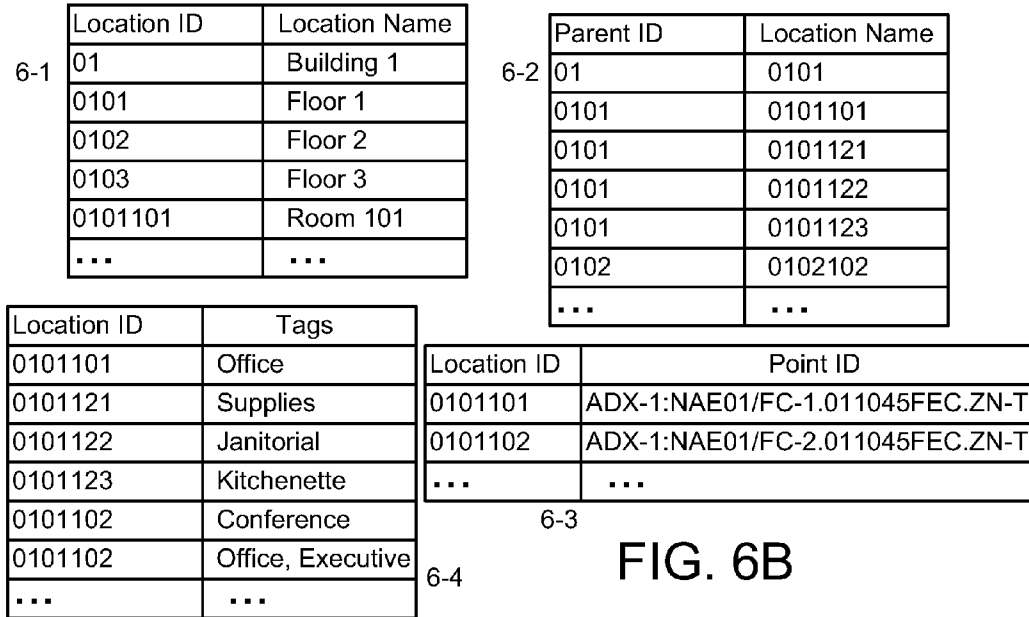 Location ID Location Name
6-1 01 Building 1
0101 Floor 1
0102 Floor 2
0103 Floor 3
0101101 Room 101
... ...
Parent ID Location Name
6-2 01 0101
0101 0101101
0101 0101121
0101 0101122
0101 0101123
0102 0102102
... ...
Location ID Tags
0101101 Office
0101121 Supplies
0101122 Janitorial
0101123 Kitchenette
0101102 Conference
0101102 Office, Executive
... ...
6-4
Location ID Point ID
0101101 ADX-1:NAE01/FC-1.011045FEC.ZN-T
0101102 ADX-1:NAE01/FC-2.011045FEC.ZN-T
... ...
6-3
FIG. 6B